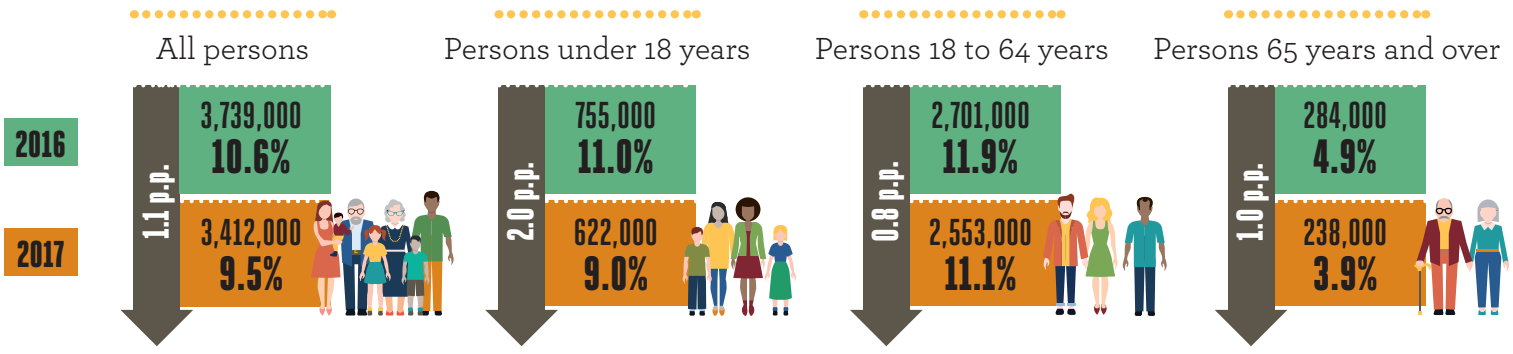 All persons
Persons under 18 years
Persons 18 to 64 years
Persons 65 years and over
2016
2017
1.1 p.p.
3,739,000
10.6%
3,412,000
9.5%
2.0 p.p.
755,000
11.0%
622,000
9.0%
0.8 p.p.
2,701,000
11.9%
2,553,000
11.1%
1.0 p.p.
284,000
4.9%
238,000
3.9%